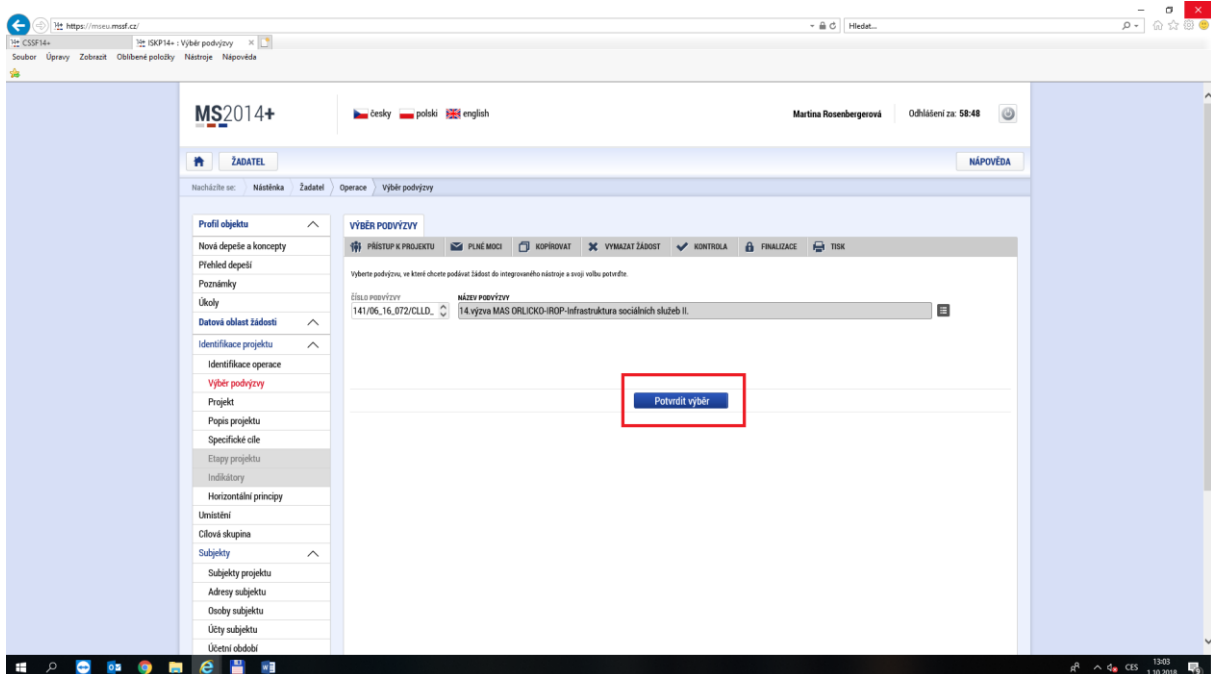 https://mseu.mssf.cz/
Hledat...
CSSF14+
ISKP14+ : Výběr podvýzvy
Soubor Úpravy Zobrazit Oblíbené položky Nástroje Nápověda
MS2014+
česky polski english
Martina Rosenbergerová
Odhlášení za: 58:48
ŽADATEL
NÁPOVĚDA
Nacházíte se: Nástěnka Žadatel Operace Výběr podvýzvy
Profil objektu
Nová depeše a koncepty
Přehled depeší
Poznámky
Úkoly
Datová oblast žádosti
Identifikace projektu
Identifikace operace
Výběr podvýzvy
Projekt
Popis projektu
Specifické cíle
Etapy projektu
Indikátory
Horizontální principy
Umístění
Cílová skupina
Subjekty
Subjekty projektu
Adresy subjektu
Osoby subjektu
Účty subjektu
Účetní období
VÝBĚR PODVÝZVY
PŘÍSTUP K PROJEKTU PLNÉ MOCI KOPÍROVAT VYMAZAT ŽÁDOST KONTROLA FINALIZACE TISK
Vyberte podvýzvu, ve které chcete podávat žádost do integrovaného nástroje a svoji volbu potvrďte.
ČÍSLO PODVÝZVY NÁZEV PODVÝZVY
141/06_16_072/CLLD_ 14.výzva MAS ORLICKO-IROP-Infrastruktura sociálních služeb II.
Potvrdit výběr
CES
13:03
1.10.2018